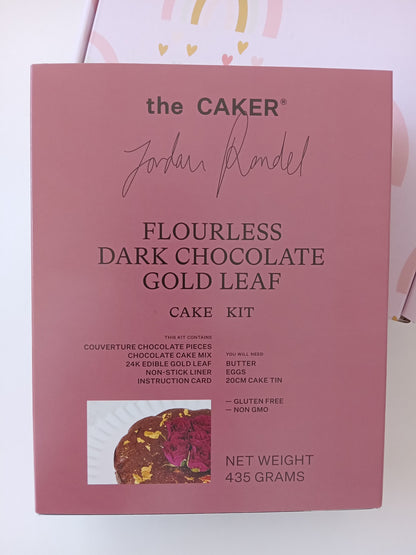 the CAKER®
Jordan Rondel
FLOURLESS
DARK CHOCOLATE
GOLD LEAF
CAKE KIT
THIS KIT CONTAINS
COUVERTURE CHOCOLATE PIECES
CHOCOLATE CAKE MIX
24K EDIBLE GOLD LEAF
NON-STICK LINER
INSTRUCTION CARD
YOU WILL NEED
BUTTER
EGGS
20CM CAKE TIN
— GLUTEN FREE
— NON GMO
NET WEIGHT
435 GRAMS